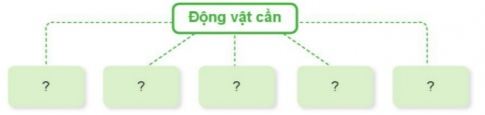 Động vật cần
? ? ? ? ?